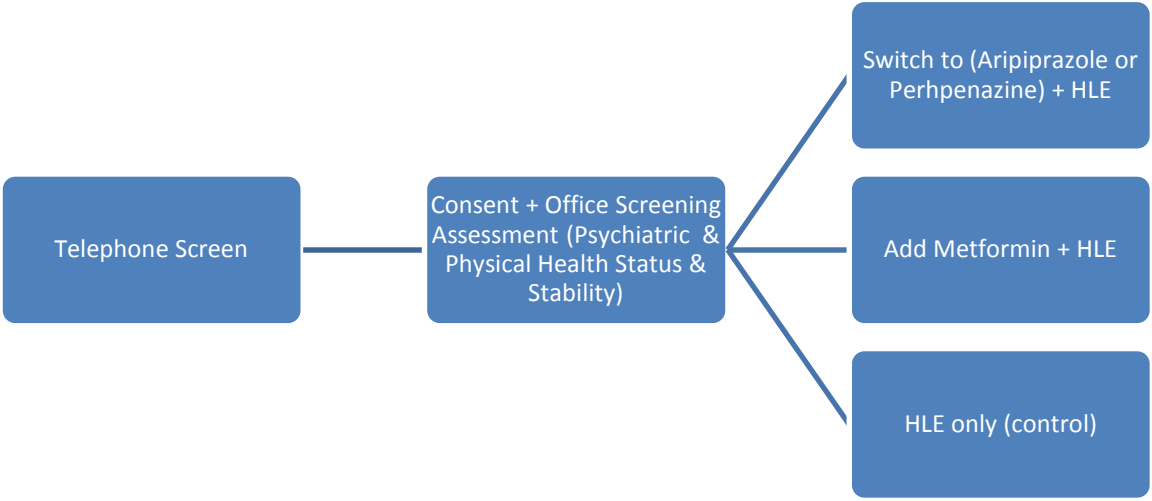 Telephone Screen
Consent + Office Screening
Assessment (Psychiatric &
Physical Health Status &
Stability)
Switch to (Aripiprazole or
Perhpenazine) + HLE
Add Metformin + HLE
HLE only (control)